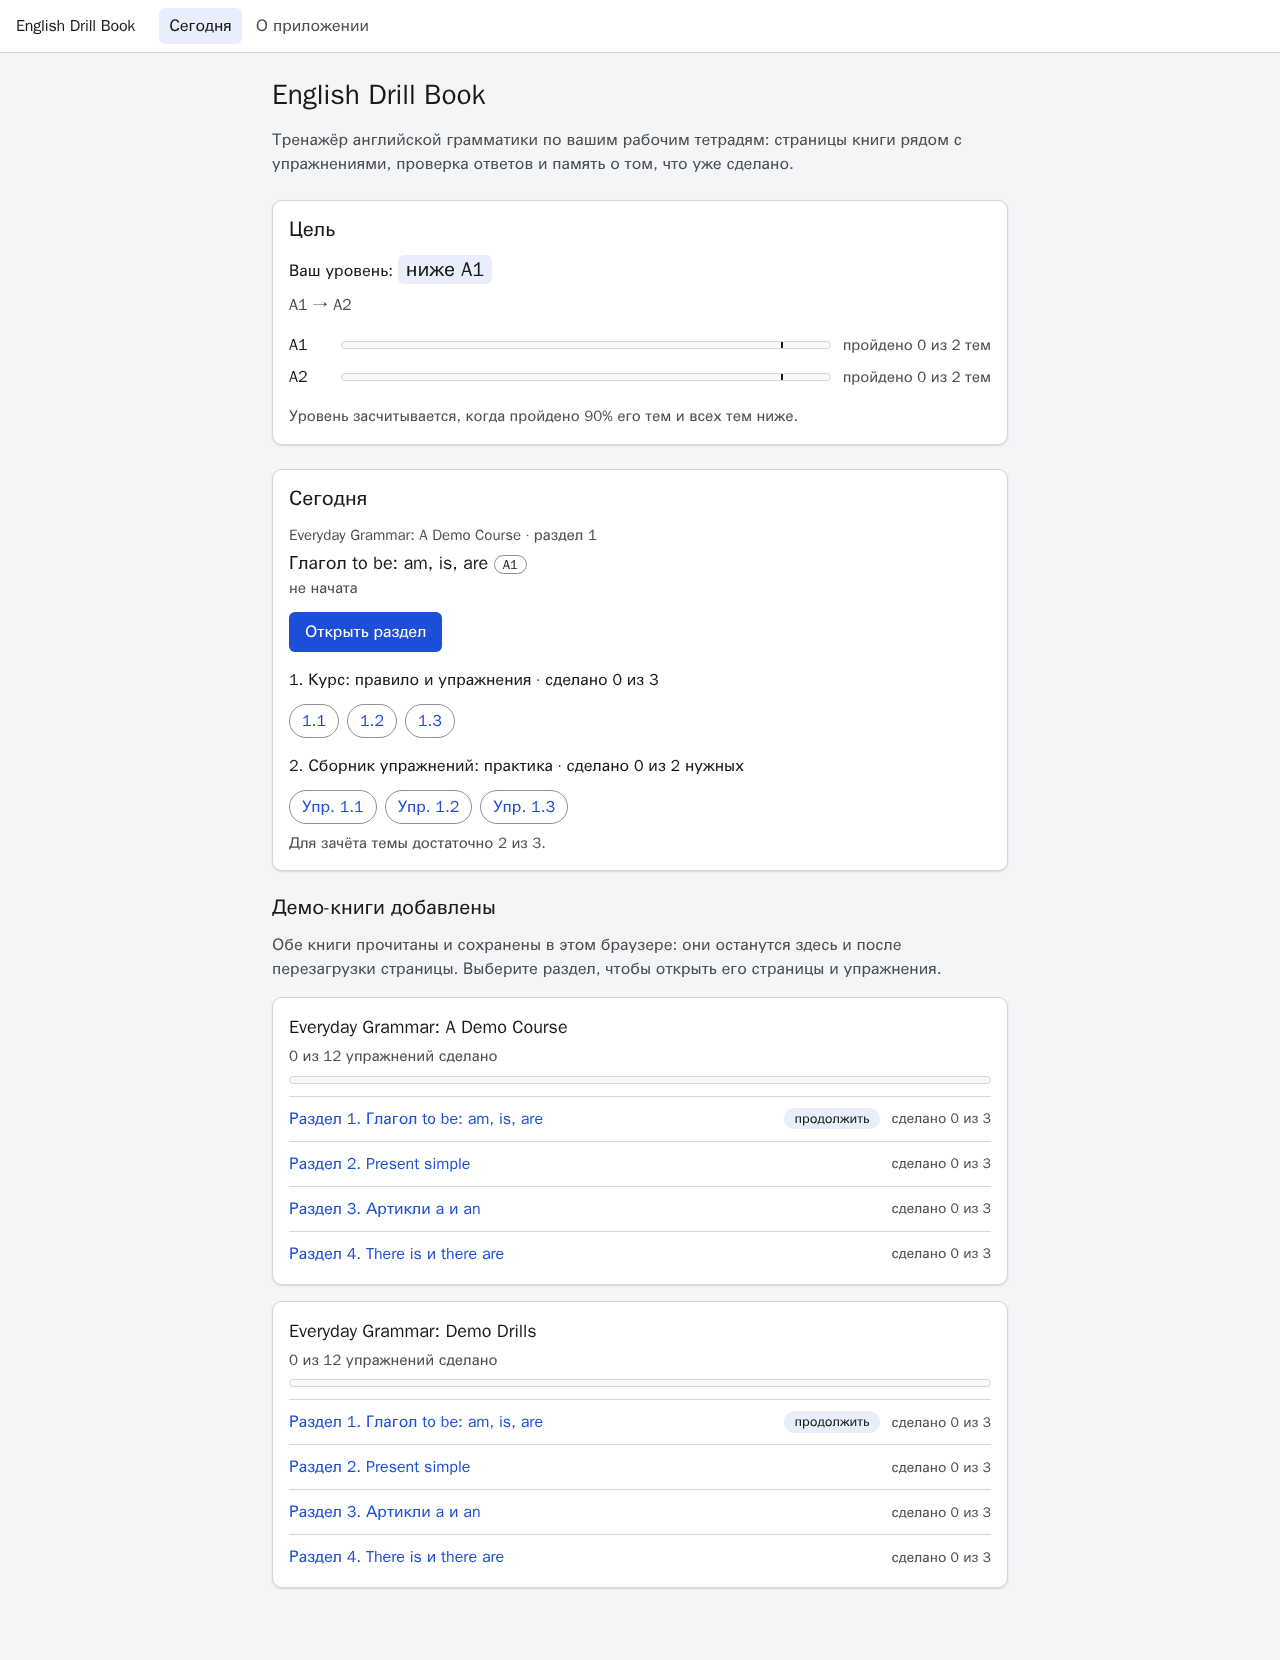 English Drill Book
Сегодня
О приложении
English Drill Book
Тренажёр английской грамматики по вашим рабочим тетрадям: страницы книги рядом с
упражнениями, проверка ответов и память о том, что уже сделано.
Цель
Ваш уровень: ниже A1
A1 → A2
A1 пройдено 0 из 2 тем
A2 пройдено 0 из 2 тем
Уровень засчитывается, когда пройдено 90% его тем и всех тем ниже.
Сегодня
Everyday Grammar: A Demo Course · раздел 1
Глагол to be: am, is, are A1
не начата
Открыть раздел
1. Курс: правило и упражнения · сделано 0 из 3
1.1 1.2 1.3
2. Сборник упражнений: практика · сделано 0 из 2 нужных
Упр. 1.1 Упр. 1.2 Упр. 1.3
Для зачёта темы достаточно 2 из 3.
Демо-книги добавлены
Обе книги прочитаны и сохранены в этом браузере: они останутся здесь и после
перезагрузки страницы. Выберите раздел, чтобы открыть его страницы и упражнения.
Everyday Grammar: A Demo Course
0 из 12 упражнений сделано
Раздел 1. Глагол to be: am, is, are продолжить сделано 0 из 3
Раздел 2. Present simple сделано 0 из 3
Раздел 3. Артикли a и an сделано 0 из 3
Раздел 4. There is и there are сделано 0 из 3
Everyday Grammar: Demo Drills
0 из 12 упражнений сделано
Раздел 1. Глагол to be: am, is, are продолжить сделано 0 из 3
Раздел 2. Present simple сделано 0 из 3
Раздел 3. Артикли a и an сделано 0 из 3
Раздел 4. There is и there are сделано 0 из 3